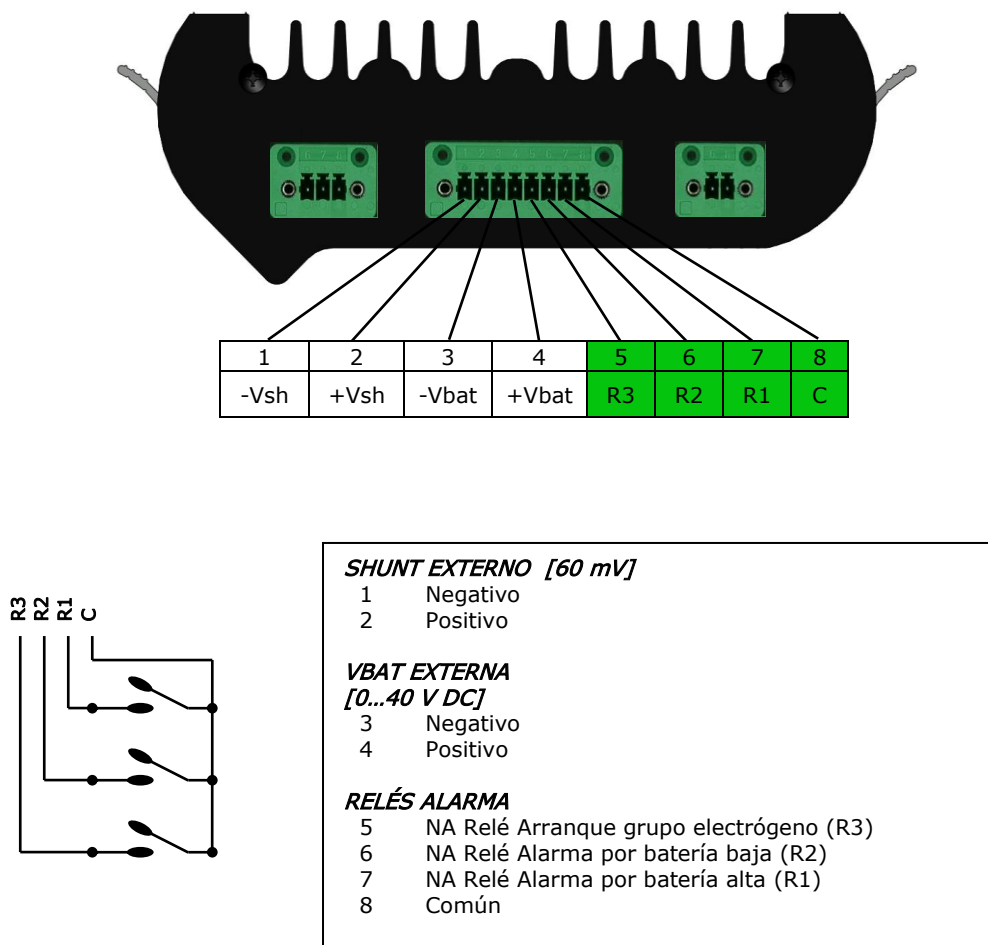 1 2 3 4 5 6 7 8
-Vsh +Vsh -Vbat +Vbat R3 R2 R1 C
R3 R2 R1 C
SHUNT EXTERNO [60 mV]
1 Negativo
2 Positivo
VBAT EXTERNA
[0...40 V DC]
3 Negativo
4 Positivo
RELÉS ALARMA
5 NA Relé Arranque grupo electrógeno (R3)
6 NA Relé Alarma por batería baja (R2)
7 NA Relé Alarma por batería alta (R1)
8 Común